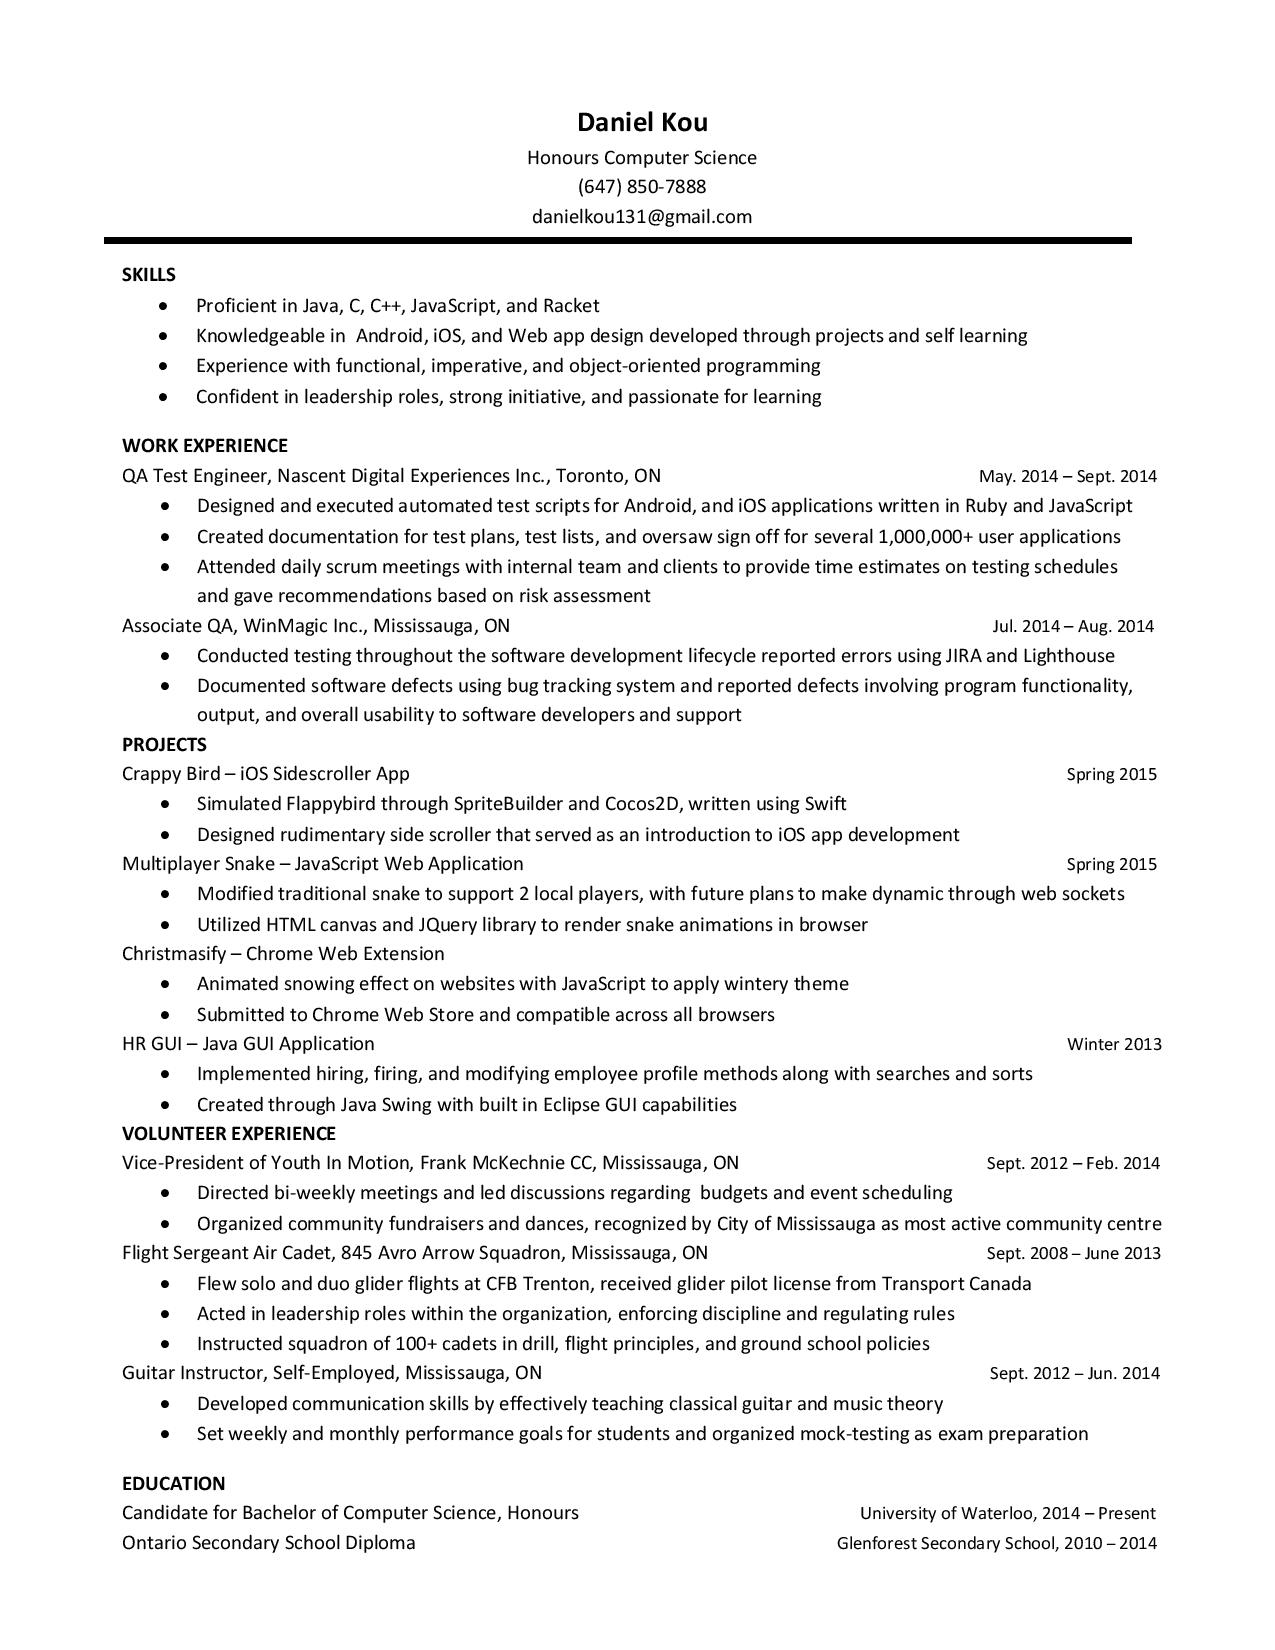 Daniel Kou
Honours Computer Science
(647) 850-7888
danielkou131@gmail.com
SKILLS
• Proficient in Java, C, C++, JavaScript, and Racket
• Knowledgeable in  Android, iOS, and Web app design developed through projects and self learning
• Experience with functional, imperative, and object-oriented programming
• Confident in leadership roles, strong initiative, and passionate for learning
WORK EXPERIENCE
QA Test Engineer, Nascent Digital Experiences Inc., Toronto, ON May. 2014 – Sept. 2014
• Designed and executed automated test scripts for Android, and iOS applications written in Ruby and JavaScript
• Created documentation for test plans, test lists, and oversaw sign off for several 1,000,000+ user applications
• Attended daily scrum meetings with internal team and clients to provide time estimates on testing schedules
and gave recommendations based on risk assessment
Associate QA, WinMagic Inc., Mississauga, ON Jul. 2014 – Aug. 2014
• Conducted testing throughout the software development lifecycle reported errors using JIRA and Lighthouse
• Documented software defects using bug tracking system and reported defects involving program functionality,
output, and overall usability to software developers and support
PROJECTS
Crappy Bird – iOS Sidescroller App Spring 2015
• Simulated Flappybird through SpriteBuilder and Cocos2D, written using Swift
• Designed rudimentary side scroller that served as an introduction to iOS app development
Multiplayer Snake – JavaScript Web Application Spring 2015
• Modified traditional snake to support 2 local players, with future plans to make dynamic through web sockets
• Utilized HTML canvas and JQuery library to render snake animations in browser
Christmasify – Chrome Web Extension
• Animated snowing effect on websites with JavaScript to apply wintery theme
• Submitted to Chrome Web Store and compatible across all browsers
HR GUI – Java GUI Application Winter 2013
• Implemented hiring, firing, and modifying employee profile methods along with searches and sorts
• Created through Java Swing with built in Eclipse GUI capabilities
VOLUNTEER EXPERIENCE
Vice-President of Youth In Motion, Frank McKechnie CC, Mississauga, ON Sept. 2012 – Feb. 2014
• Directed bi-weekly meetings and led discussions regarding  budgets and event scheduling
• Organized community fundraisers and dances, recognized by City of Mississauga as most active community centre
Flight Sergeant Air Cadet, 845 Avro Arrow Squadron, Mississauga, ON Sept. 2008 – June 2013
• Flew solo and duo glider flights at CFB Trenton, received glider pilot license from Transport Canada
• Acted in leadership roles within the organization, enforcing discipline and regulating rules
• Instructed squadron of 100+ cadets in drill, flight principles, and ground school policies
Guitar Instructor, Self-Employed, Mississauga, ON Sept. 2012 – Jun. 2014
• Developed communication skills by effectively teaching classical guitar and music theory
• Set weekly and monthly performance goals for students and organized mock-testing as exam preparation
EDUCATION
Candidate for Bachelor of Computer Science, Honours University of Waterloo, 2014 – Present
Ontario Secondary School Diploma Glenforest Secondary School, 2010 – 2014